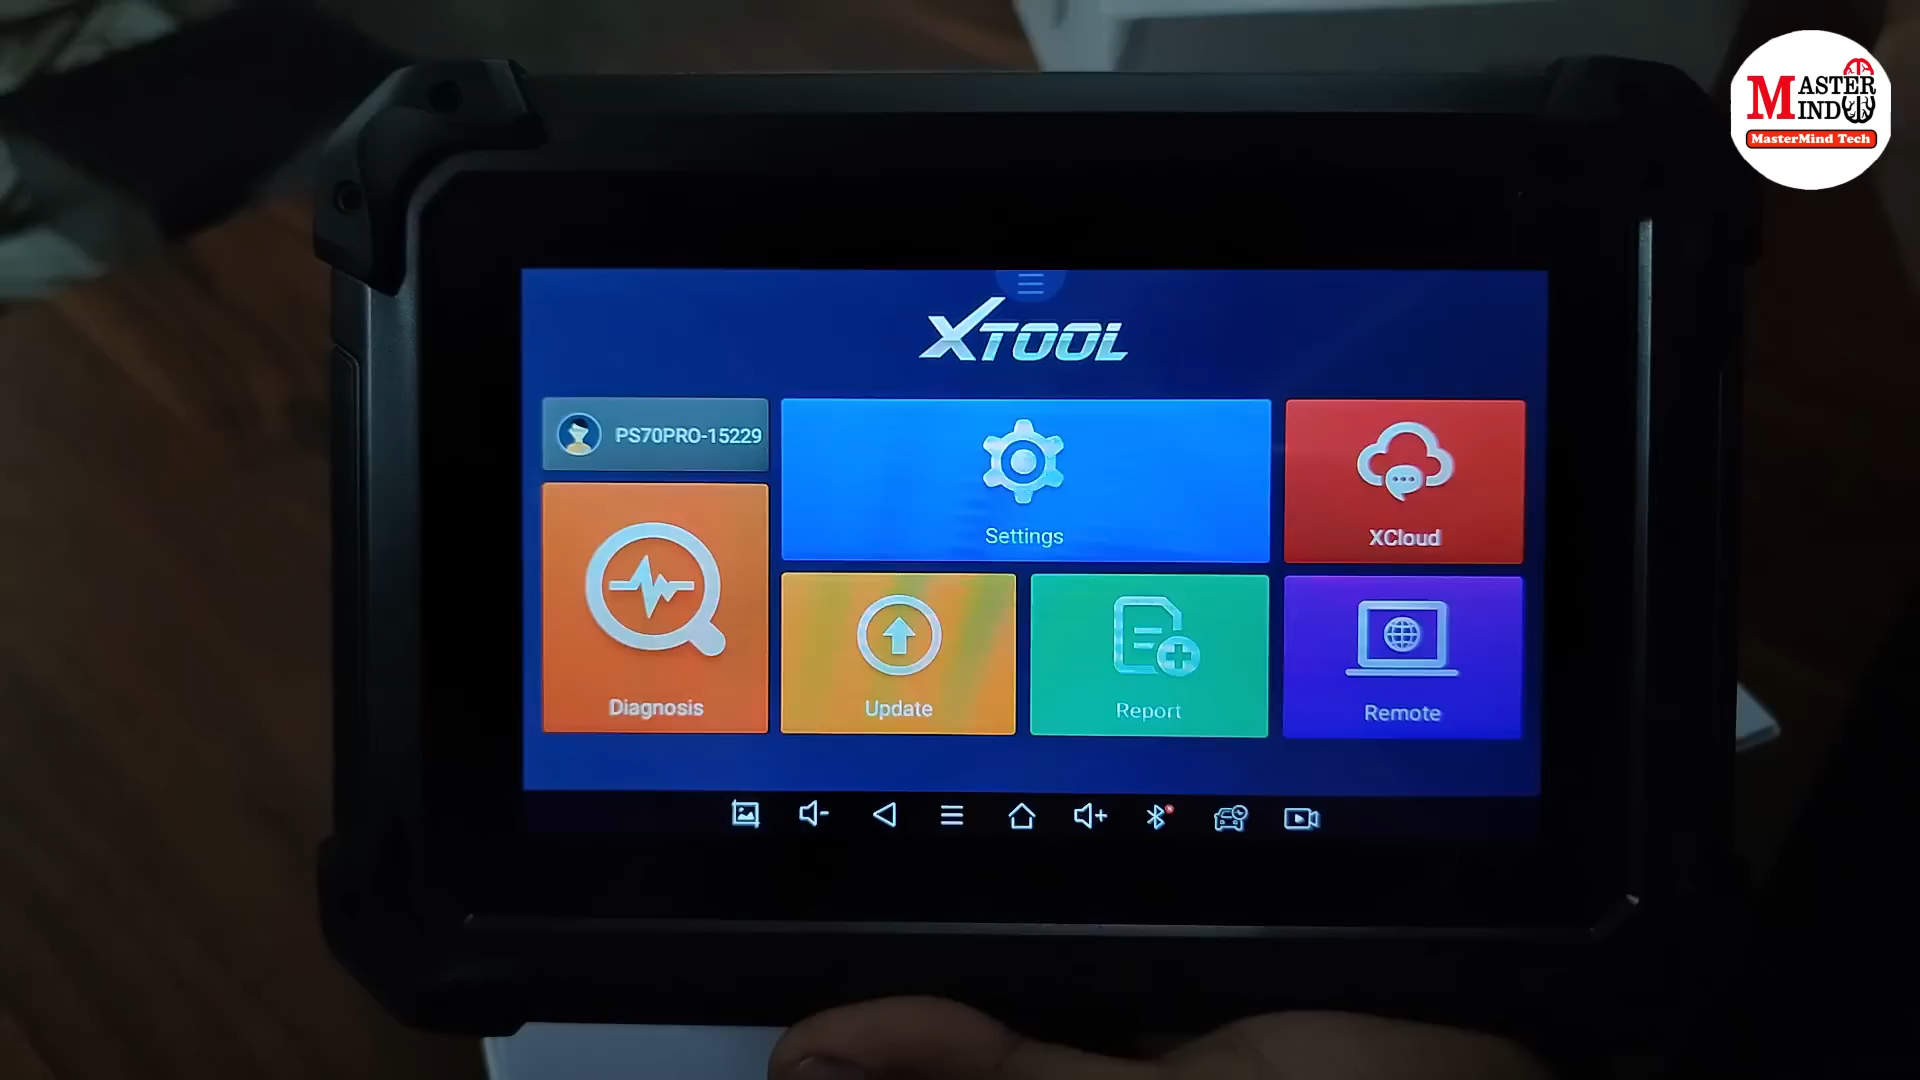 MASTER
MIND
MasterMind Tech
XTOOL
PS70PRO-15229
Settings
XCloud
Diagnosis
Update
Report
Remote